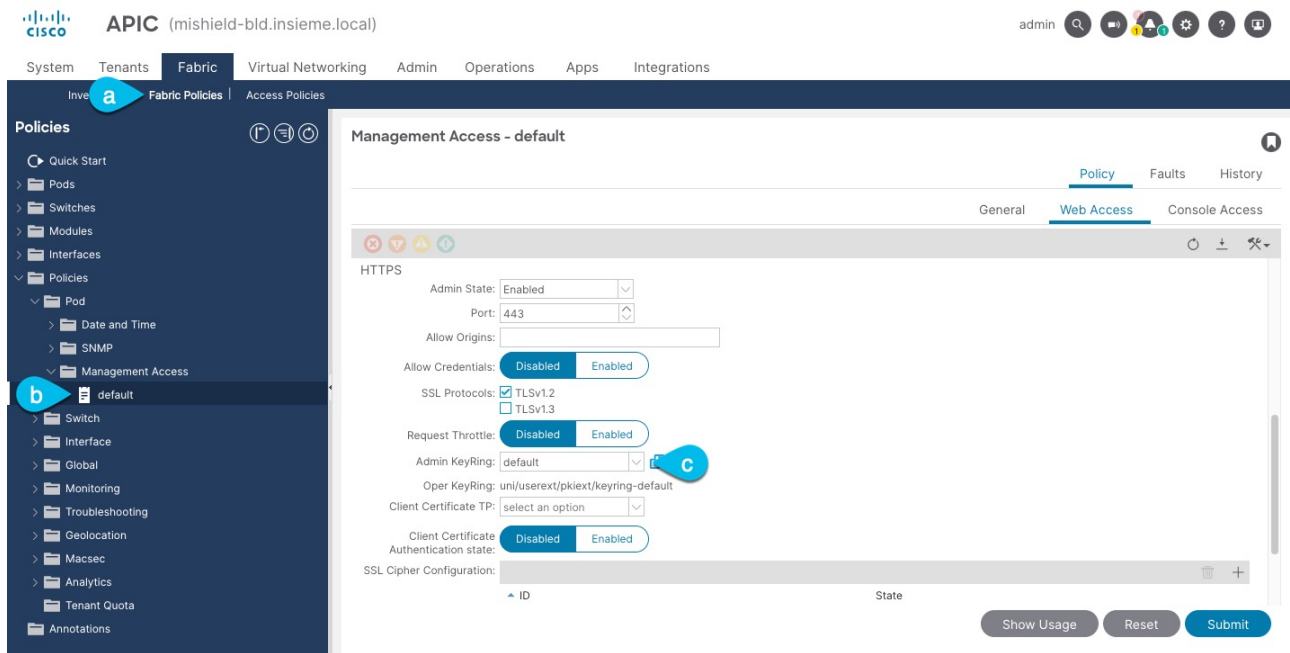 CISCO
APIC (mishield-bld.insieme.local)
admin
1
1
?
System Tenants Fabric Virtual Networking Admin Operations Apps Integrations
Inve a Fabric Policies | Access Policies
Policies
Quick Start
Pods
Switches
Modules
Interfaces
Policies
Pod
Date and Time
SNMP
Management Access
b default
Switch
Interface
Global
Monitoring
Troubleshooting
Geolocation
Macsec
Analytics
Tenant Quota
Annotations
Management Access - default
Policy Faults History
General Web Access Console Access
HTTPS
Admin State: Enabled
Port: 443
Allow Origins:
Allow Credentials: Disabled Enabled
SSL Protocols: TLSv1.2
TLSv1.3
Request Throttle: Disabled Enabled
Admin KeyRing: default c
Oper KeyRing: uni/userext/pkiext/keyring-default
Client Certificate TP: select an option
Client Certificate
Authentication state: Disabled Enabled
SSL Cipher Configuration:
ID State
Show Usage Reset Submit